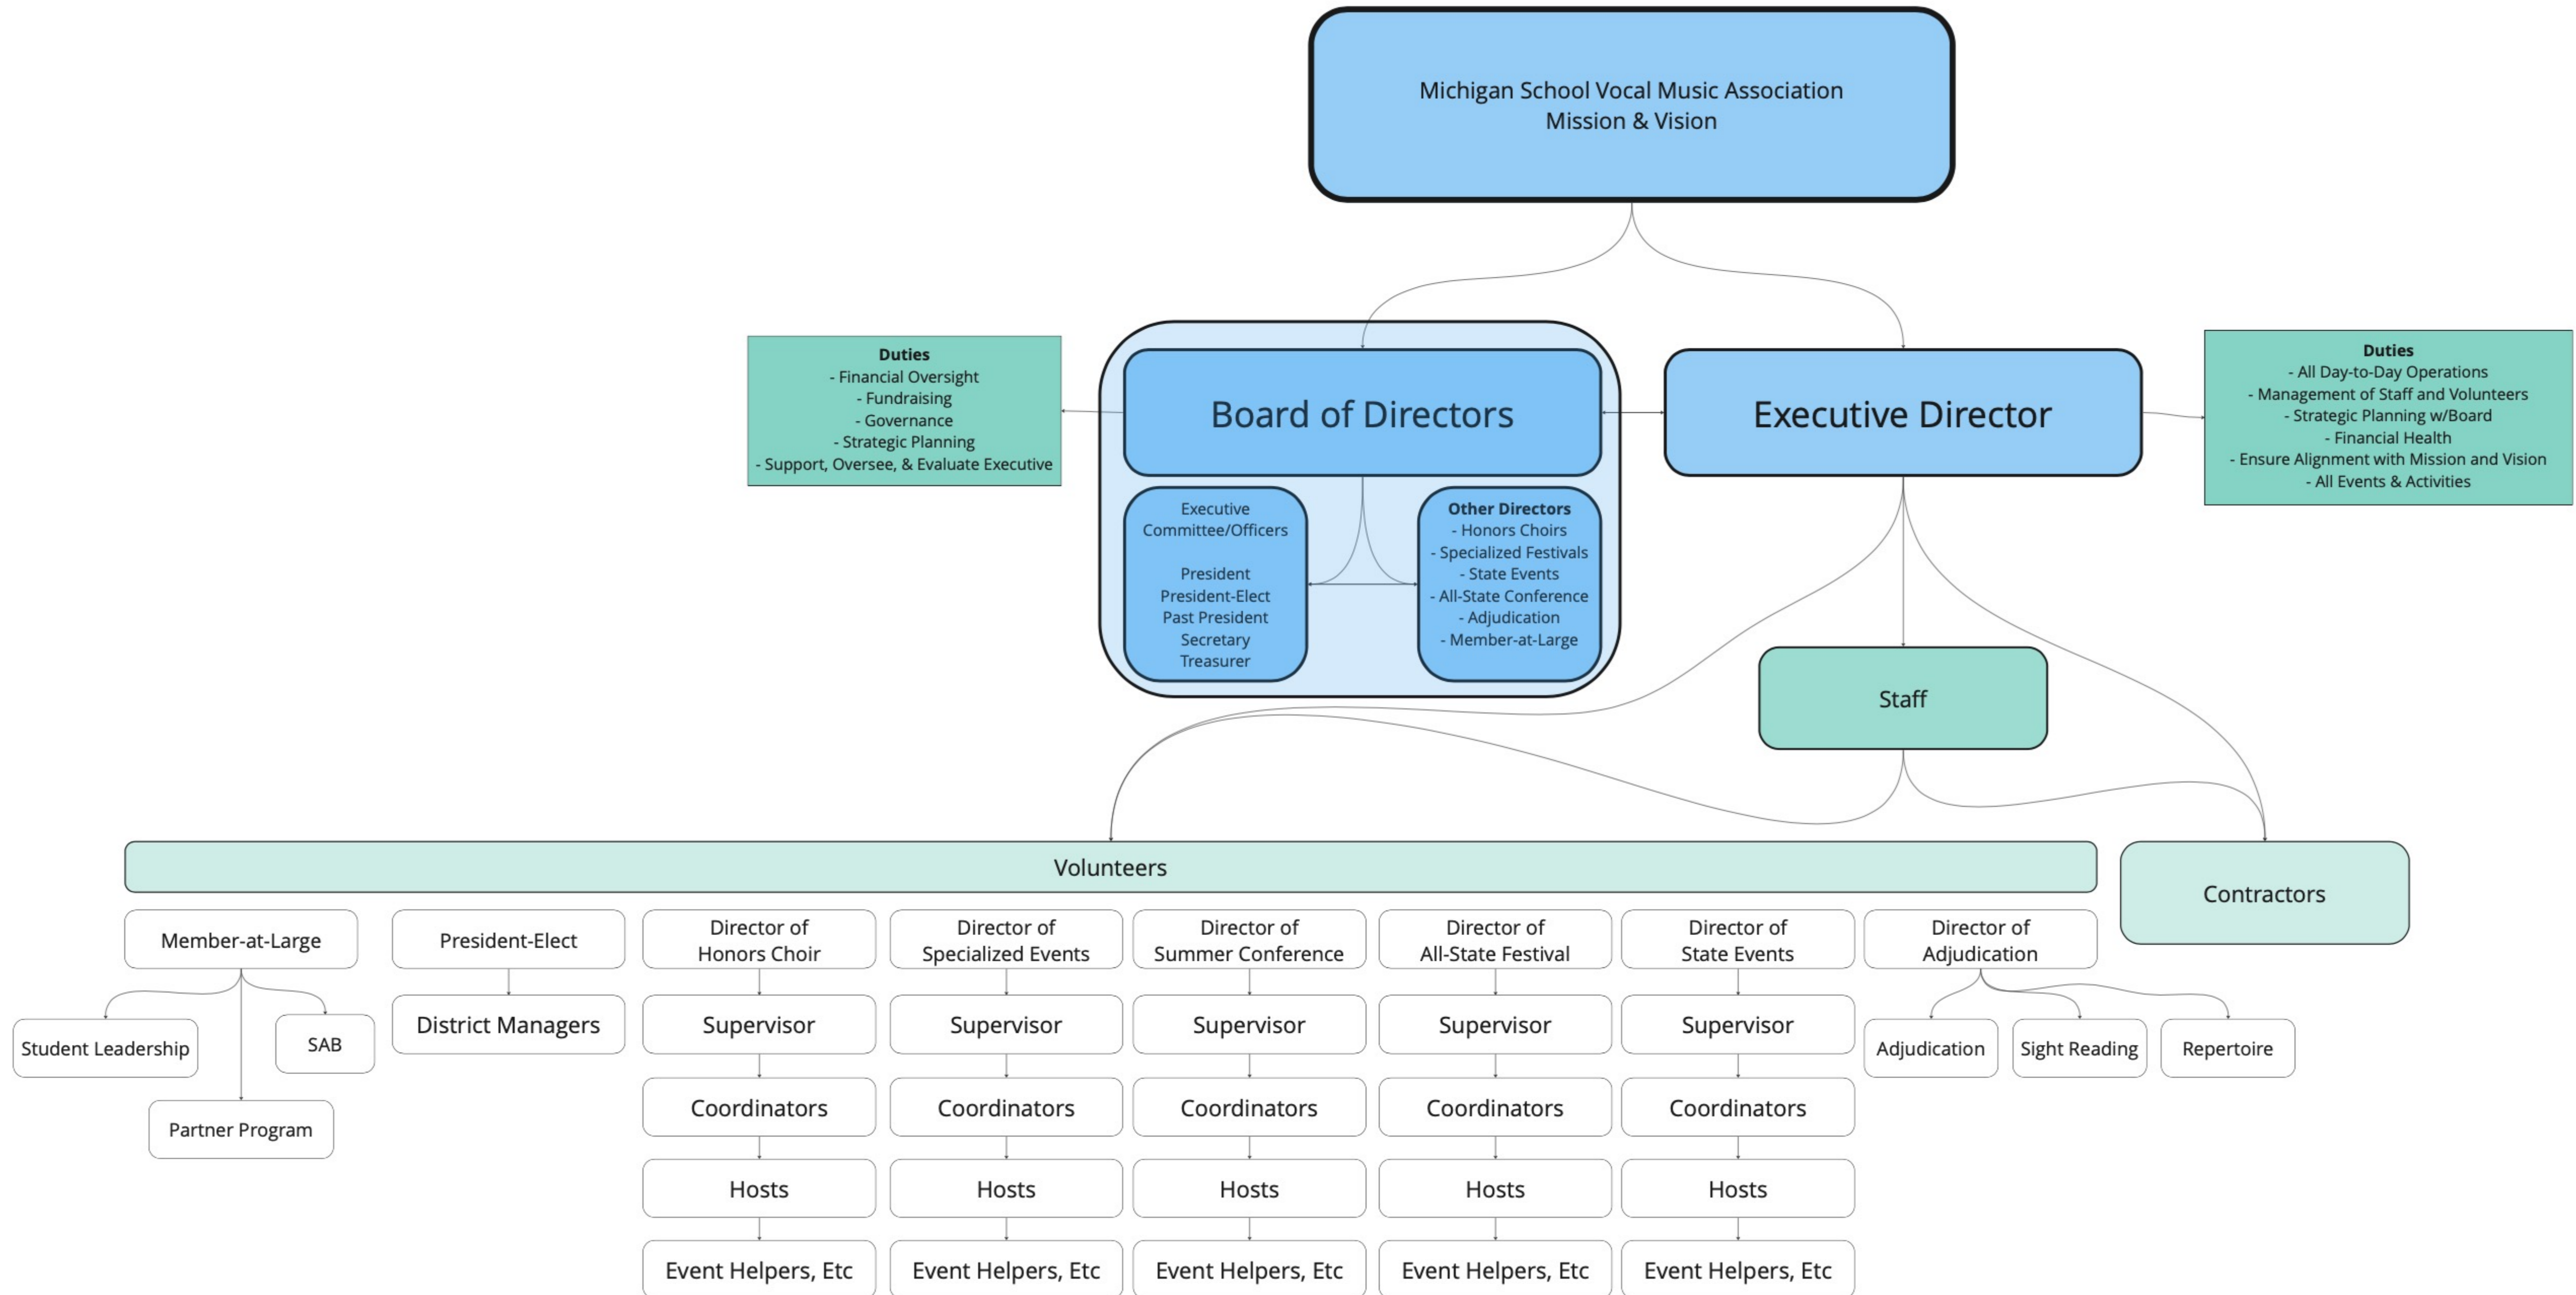 Michigan School Vocal Music Association
Mission & Vision
Duties
- Financial Oversight
- Fundraising
- Governance
- Strategic Planning
- Support, Oversee, & Evaluate Executive
Board of Directors
Executive Director
Duties
- All Day-to-Day Operations
- Management of Staff and Volunteers
- Strategic Planning w/Board
- Financial Health
- Ensure Alignment with Mission and Vision
- All Events & Activities
Executive
Committee/Officers
President
President-Elect
Past President
Secretary
Treasurer
Other Directors
- Honors Choirs
- Specialized Festivals
- State Events
- All-State Conference
- Adjudication
- Member-at-Large
Staff
Volunteers
Contractors
Member-at-Large
Student Leadership
SAB
Partner Program
President-Elect
District Managers
Director of
Honors Choir
Supervisor
Coordinators
Hosts
Event Helpers, Etc
Director of
Specialized Events
Supervisor
Coordinators
Hosts
Event Helpers, Etc
Director of
Summer Conference
Supervisor
Coordinators
Hosts
Event Helpers, Etc
Director of
All-State Festival
Supervisor
Coordinators
Hosts
Event Helpers, Etc
Director of
State Events
Supervisor
Coordinators
Hosts
Event Helpers, Etc
Director of
Adjudication
Adjudication
Sight Reading
Repertoire